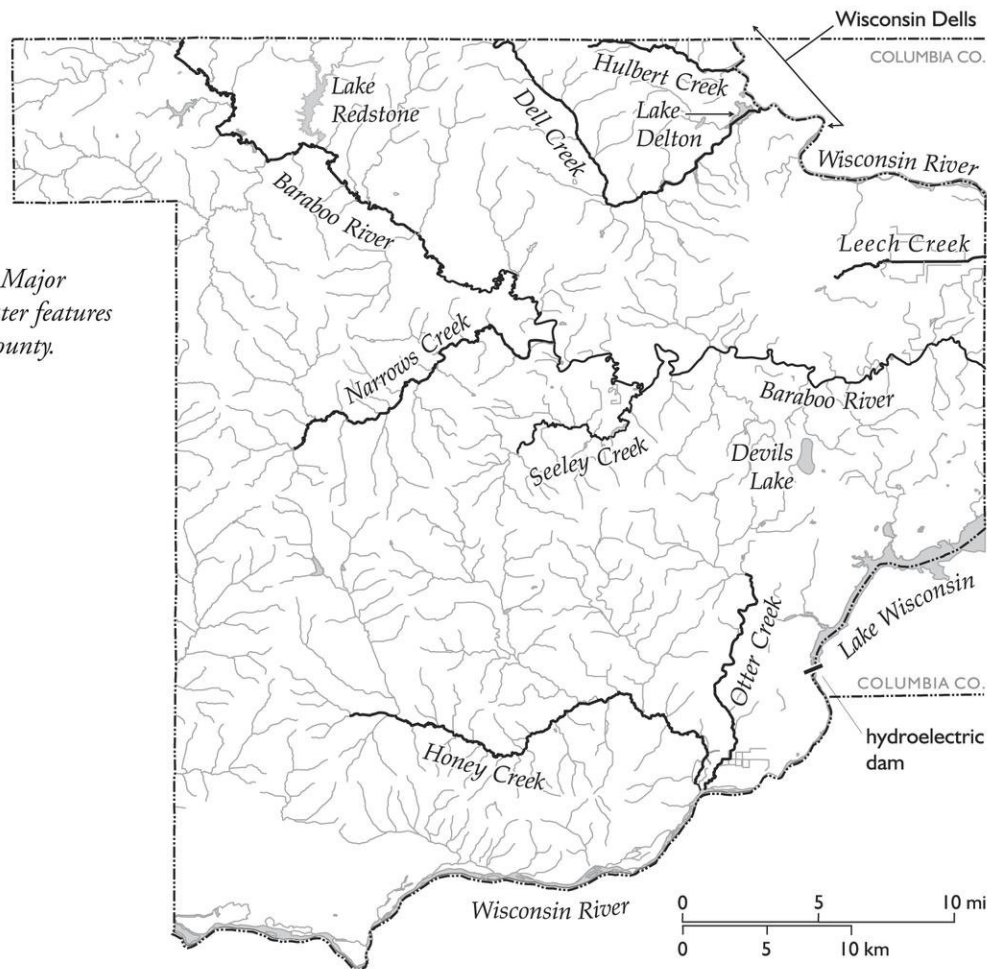 Wisconsin Dells
COLUMBIA CO.
Hulbert Creek
Lake
Redstone
Dell Creek
Lake
Delton
Wisconsin River
Baraboo River
Leech Creek
Major
features
Narrows Creek
Baraboo River
Seeley Creek
Devils
Lake
Lake Wisconsin
Otter Creek
COLUMBIA CO.
Honey Creek
hydroelectric
dam
Wisconsin River
0 5 10 mi
0 5 10 km